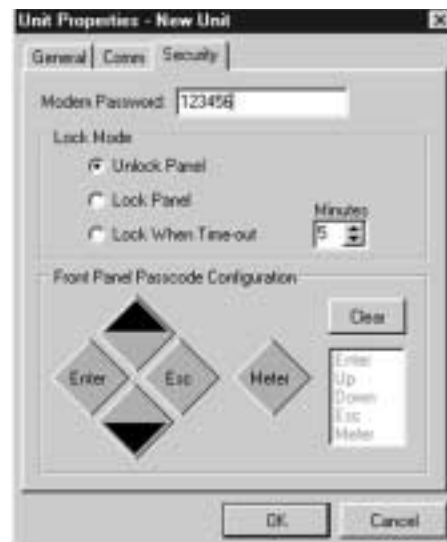 Unit Properties - New Unit
General Comm Security
Modem Password: 123456
Lock Mode
Unlock Panel
Lock Panel
Minutes
Lock When Time-out 5
Front Panel Passcode Configuration
Clear
Enter Esc Meter
Enter
Up
Down
Esc
Meter
OK Cancel